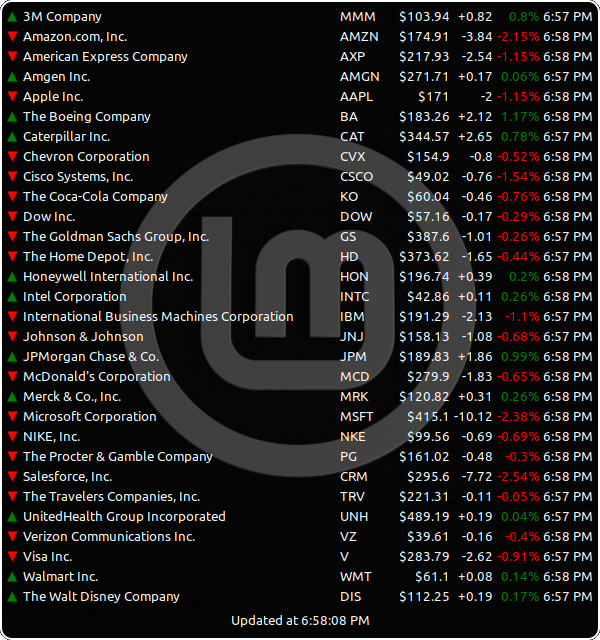 ▲ 3M Company MMM $103.94 +0.82 0.8% 6:57 PM
▼ Amazon.com, Inc. AMZN $174.91 -3.84 -2.15% 6:58 PM
▼ American Express Company AXP $217.93 -2.54 -1.15% 6:58 PM
▲ Amgen Inc. AMGN $271.71 +0.17 0.06% 6:57 PM
▼ Apple Inc. AAPL $171 -2 -1.15% 6:58 PM
▲ The Boeing Company BA $183.26 +2.12 1.17% 6:58 PM
▲ Caterpillar Inc. CAT $344.57 +2.65 0.78% 6:58 PM
▼ Chevron Corporation CVX $154.9 -0.8 -0.52% 6:58 PM
▼ Cisco Systems, Inc. CSCO $49.02 -0.76 -1.54% 6:58 PM
▼ The Coca-Cola Company KO $60.04 -0.46 -0.76% 6:58 PM
▼ Dow Inc. DOW $57.16 -0.17 -0.29% 6:58 PM
▼ The Goldman Sachs Group, Inc. GS $387.6 -1.01 -0.26% 6:57 PM
▼ The Home Depot, Inc. HD $373.62 -1.65 -0.44% 6:57 PM
▲ Honeywell International Inc. HON $196.74 +0.39 0.2% 6:58 PM
▲ Intel Corporation INTC $42.86 +0.11 0.26% 6:58 PM
▼ International Business Machines Corporation IBM $191.29 -2.13 -1.1% 6:58 PM
▼ Johnson & Johnson JNJ $158.13 -1.08 -0.68% 6:58 PM
▲ JPMorgan Chase & Co. JPM $189.83 +1.86 0.99% 6:58 PM
▼ McDonald's Corporation MCD $279.9 -1.83 -0.65% 6:58 PM
▲ Merck & Co., Inc. MRK $120.82 +0.31 0.26% 6:58 PM
▼ Microsoft Corporation MSFT $415.1 -10.12 -2.38% 6:58 PM
▼ NIKE, Inc. NKE $99.56 -0.69 -0.69% 6:58 PM
▼ The Procter & Gamble Company PG $161.02 -0.48 -0.3% 6:58 PM
▼ Salesforce, Inc. CRM $295.6 -7.72 -2.54% 6:58 PM
▼ The Travelers Companies, Inc. TRV $221.31 -0.11 -0.05% 6:57 PM
▲ UnitedHealth Group Incorporated UNH $489.19 +0.19 0.04% 6:57 PM
▼ Verizon Communications Inc. VZ $39.61 -0.16 -0.4% 6:58 PM
▼ Visa Inc. V $283.79 -2.62 -0.91% 6:57 PM
▲ Walmart Inc. WMT $61.1 +0.08 0.14% 6:58 PM
▲ The Walt Disney Company DIS $112.25 +0.19 0.17% 6:57 PM
Updated at 6:58:08 PM